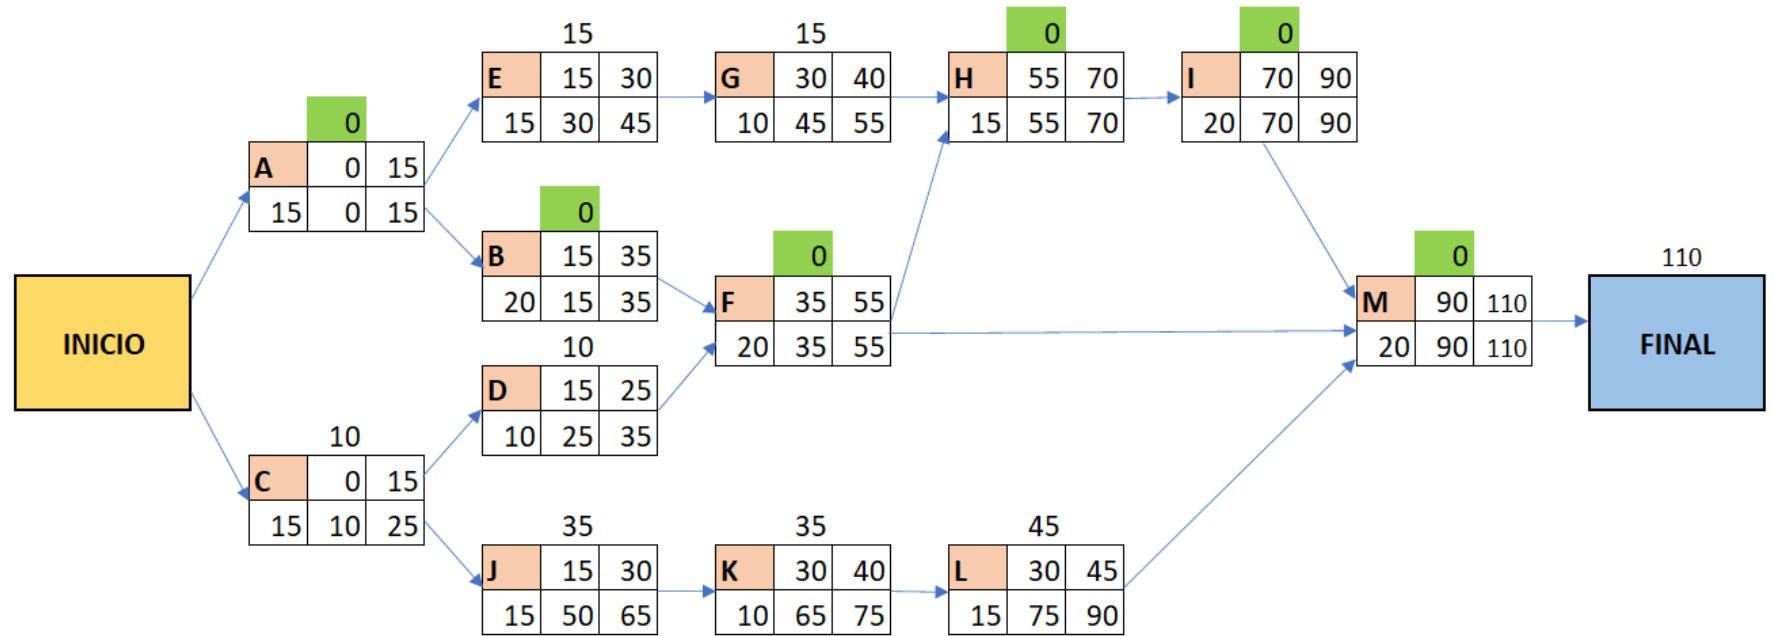 15 15 0 0
E 15 30 G 30 40 H 55 70 I 70 90
0
15 30 45 10 45 55 15 55 70 20 70 90
A 0 15
0
15 0 15
B 15 35 0 0 110
20 15 35 F 35 55 M 90 110
INICIO 10 20 35 55 20 90 110 FINAL
D 15 25
10 10 25 35
C 0 15
15 10 25 35 35 45
J 15 30 K 30 40 L 30 45
15 50 65 10 65 75 15 75 90